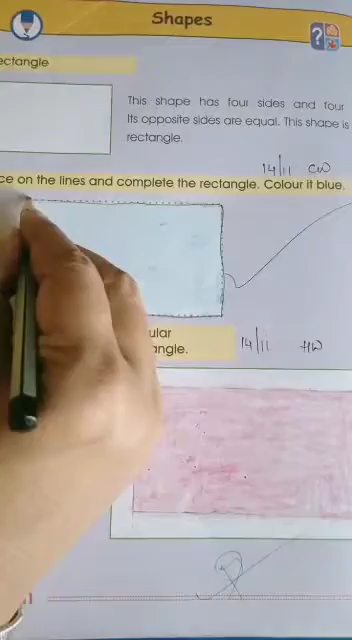 Shapes
ectangle
This shape has four sides and four
Its opposite sides are equal. This shape is
rectangle.
14/11 CW
ce on the lines and complete the rectangle. Colour it blue.
ular
angle.
14/11 HW